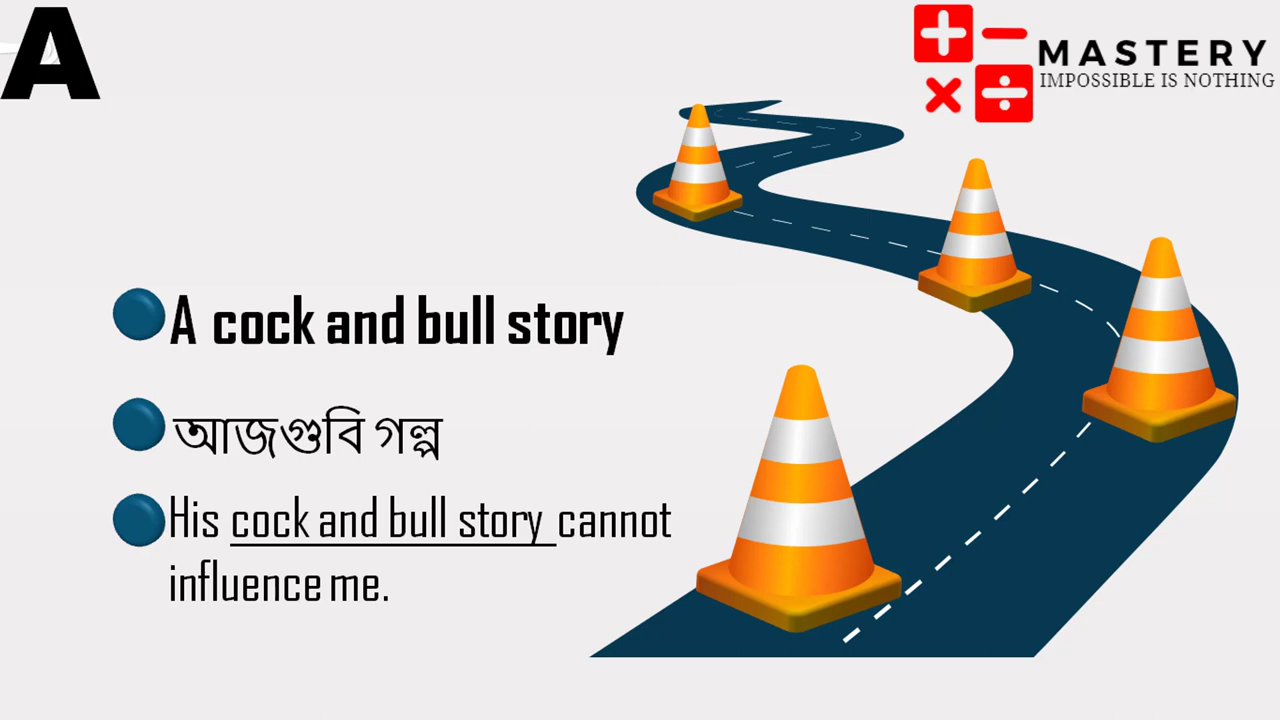 A
MASTERY
IMPOSSIBLE IS NOTHING
A cock and bull story
আজগুবি গল্প
His cock and bull story cannot
influence me.